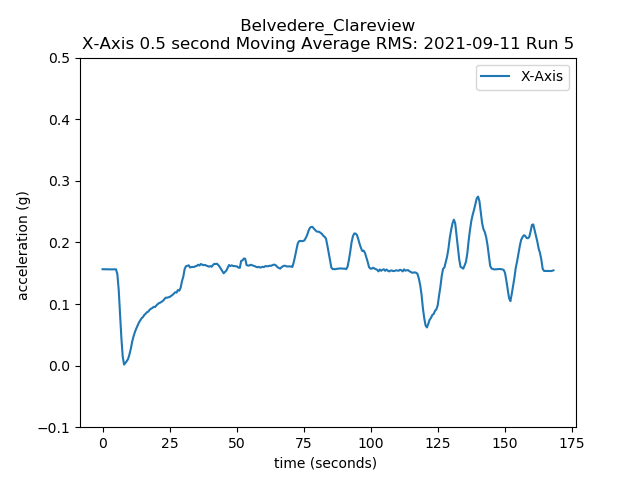 Belvedere_Clareview
X-Axis 0.5 second Moving Average RMS: 2021-09-11 Run 5
X-Axis
0.5
0.4
0.3
0.2
0.1
0.0
−0.1
acceleration (g)
0 25 50 75 100 125 150 175
time (seconds)